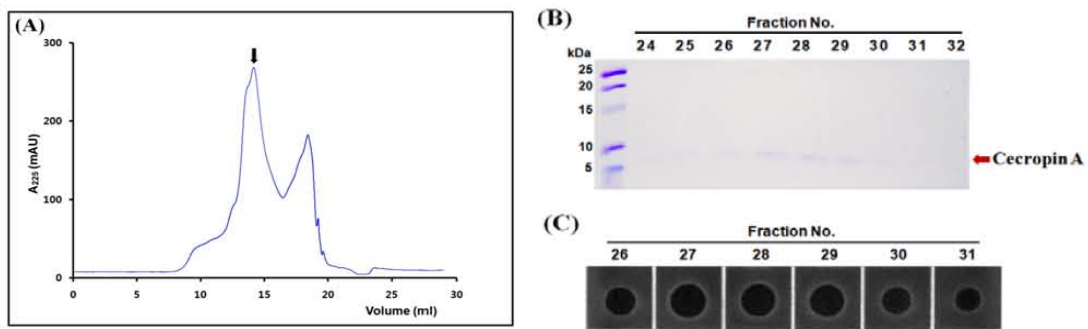 (A)
300
200
100
0
A225 (mAU)
0 5 10 15 20 25 30
Volume (ml)
(B)
Fraction No.
24 25 26 27 28 29 30 31 32
kDa
25
20
15
10
5
Cecropin A
(C)
Fraction No.
26 27 28 29 30 31